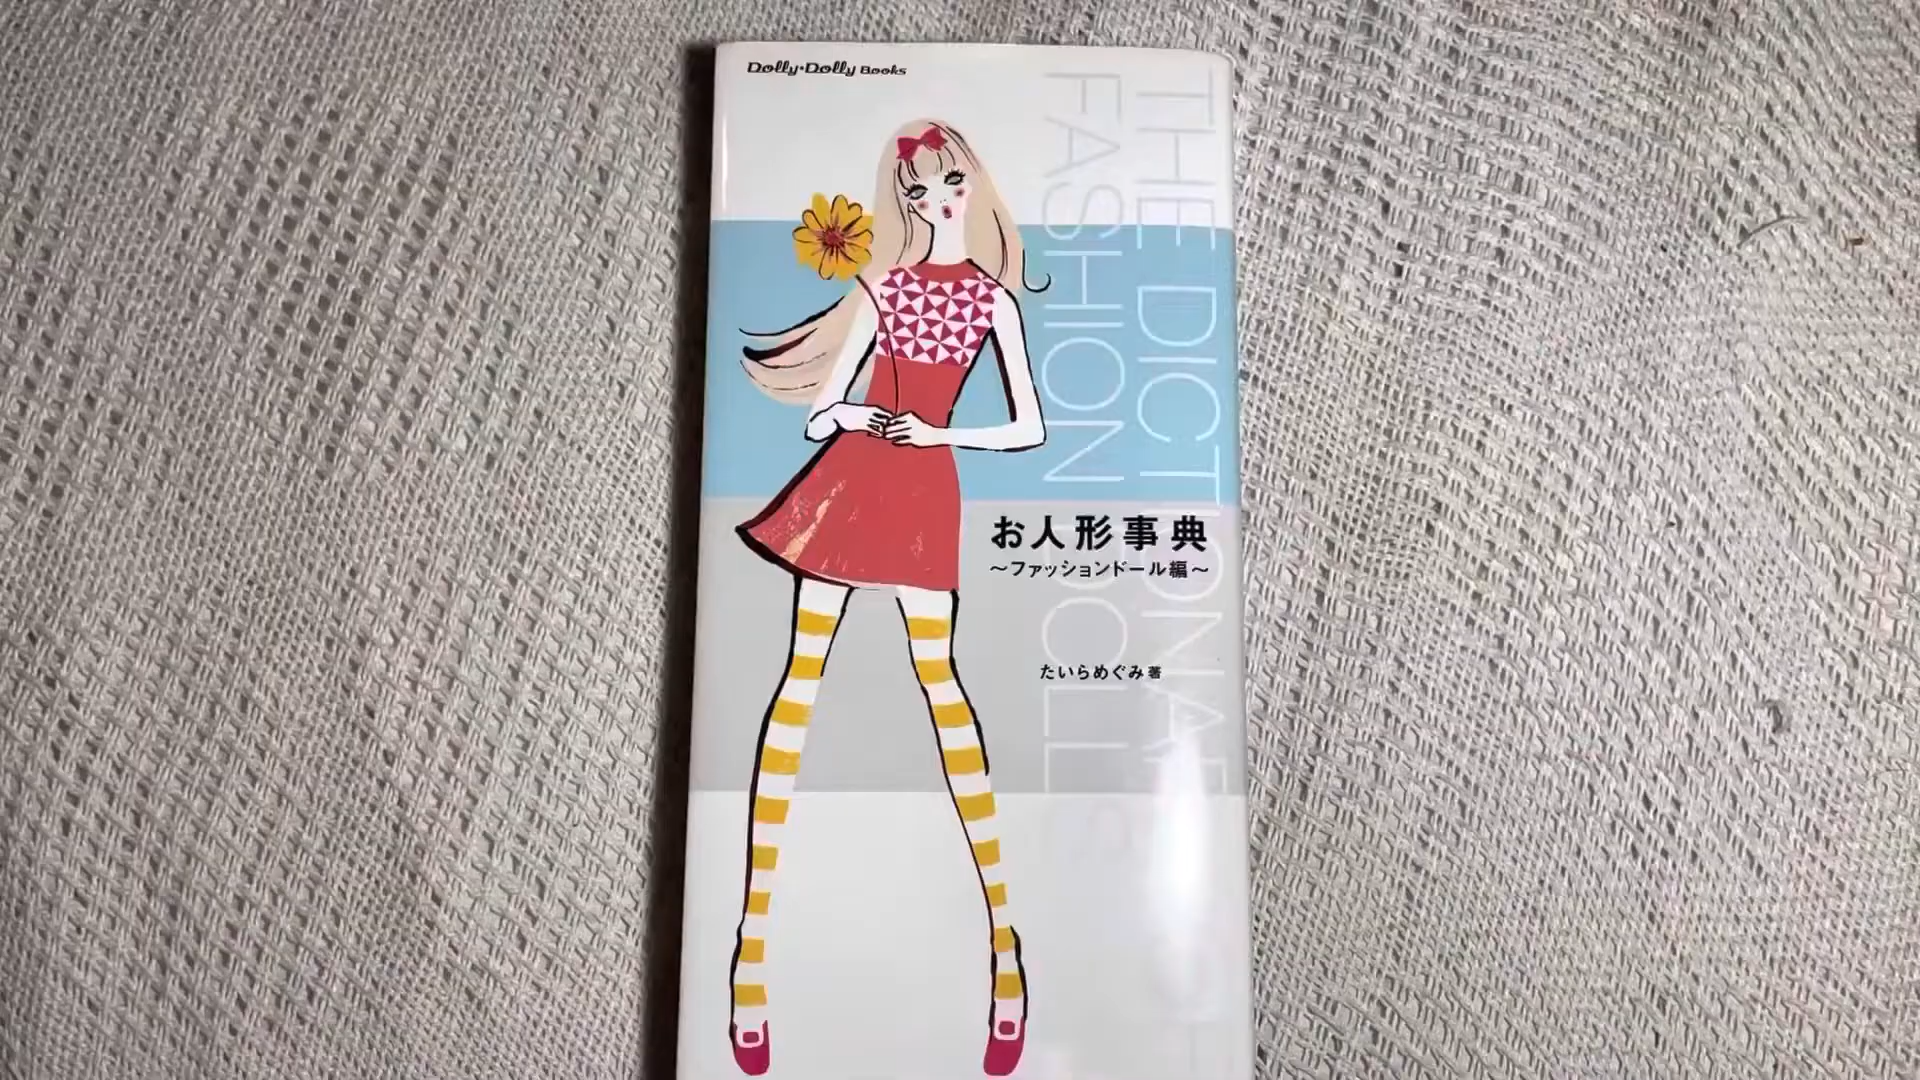 Dolly・Dolly Books
THE DICTIONARY OF
FASHION DOLLS
お人形事典
〜ファッションドール編〜
たいらめぐみ著